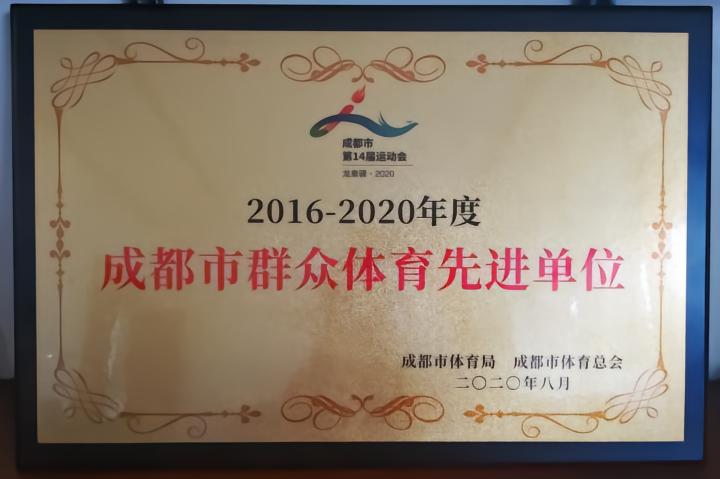 成都市
第14届运动会
龙泉驿·2020
2016-2020年度
成都市群众体育先进单位
成都市体育局 成都市体育总会
二〇二〇年八月